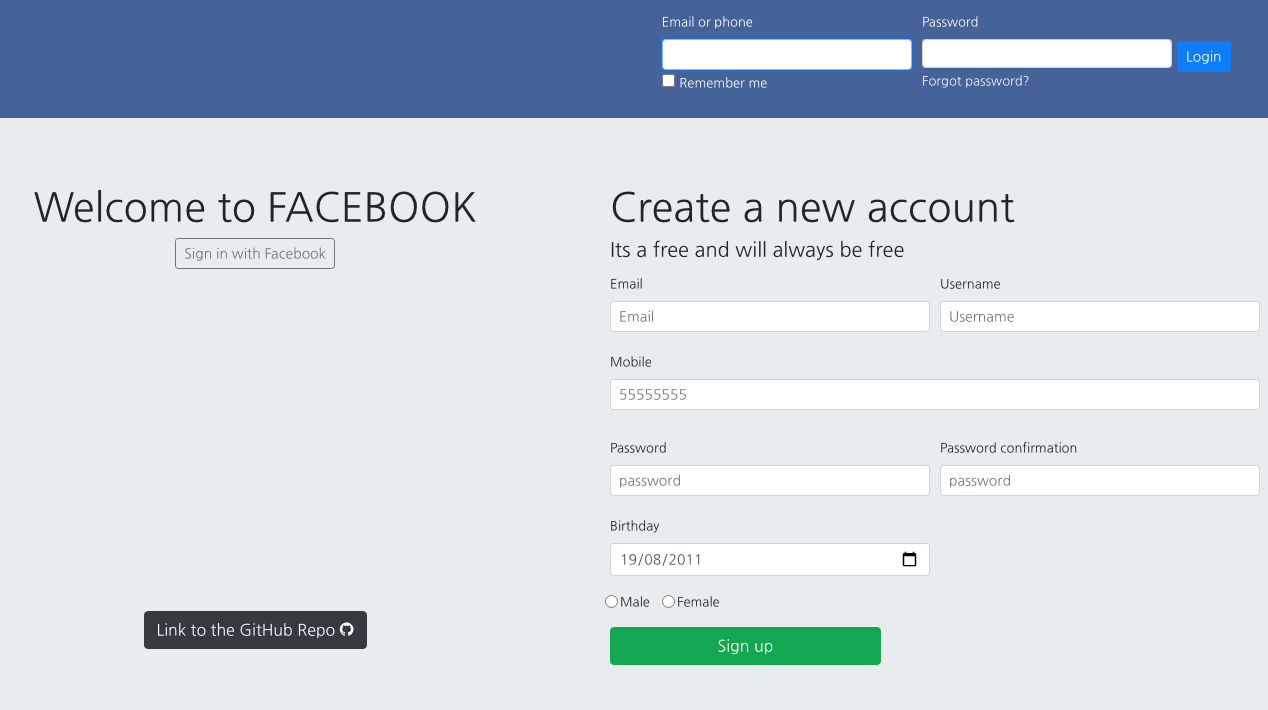 Email or phone
Password
Login
Remember me
Forgot password?
Welcome to FACEBOOK
Sign in with Facebook
Link to the GitHub Repo
Create a new account
Its a free and will always be free
Email
Username
Email
Username
Mobile
55555555
Password
Password confirmation
password
password
Birthday
19/08/2011
Male
Female
Sign up